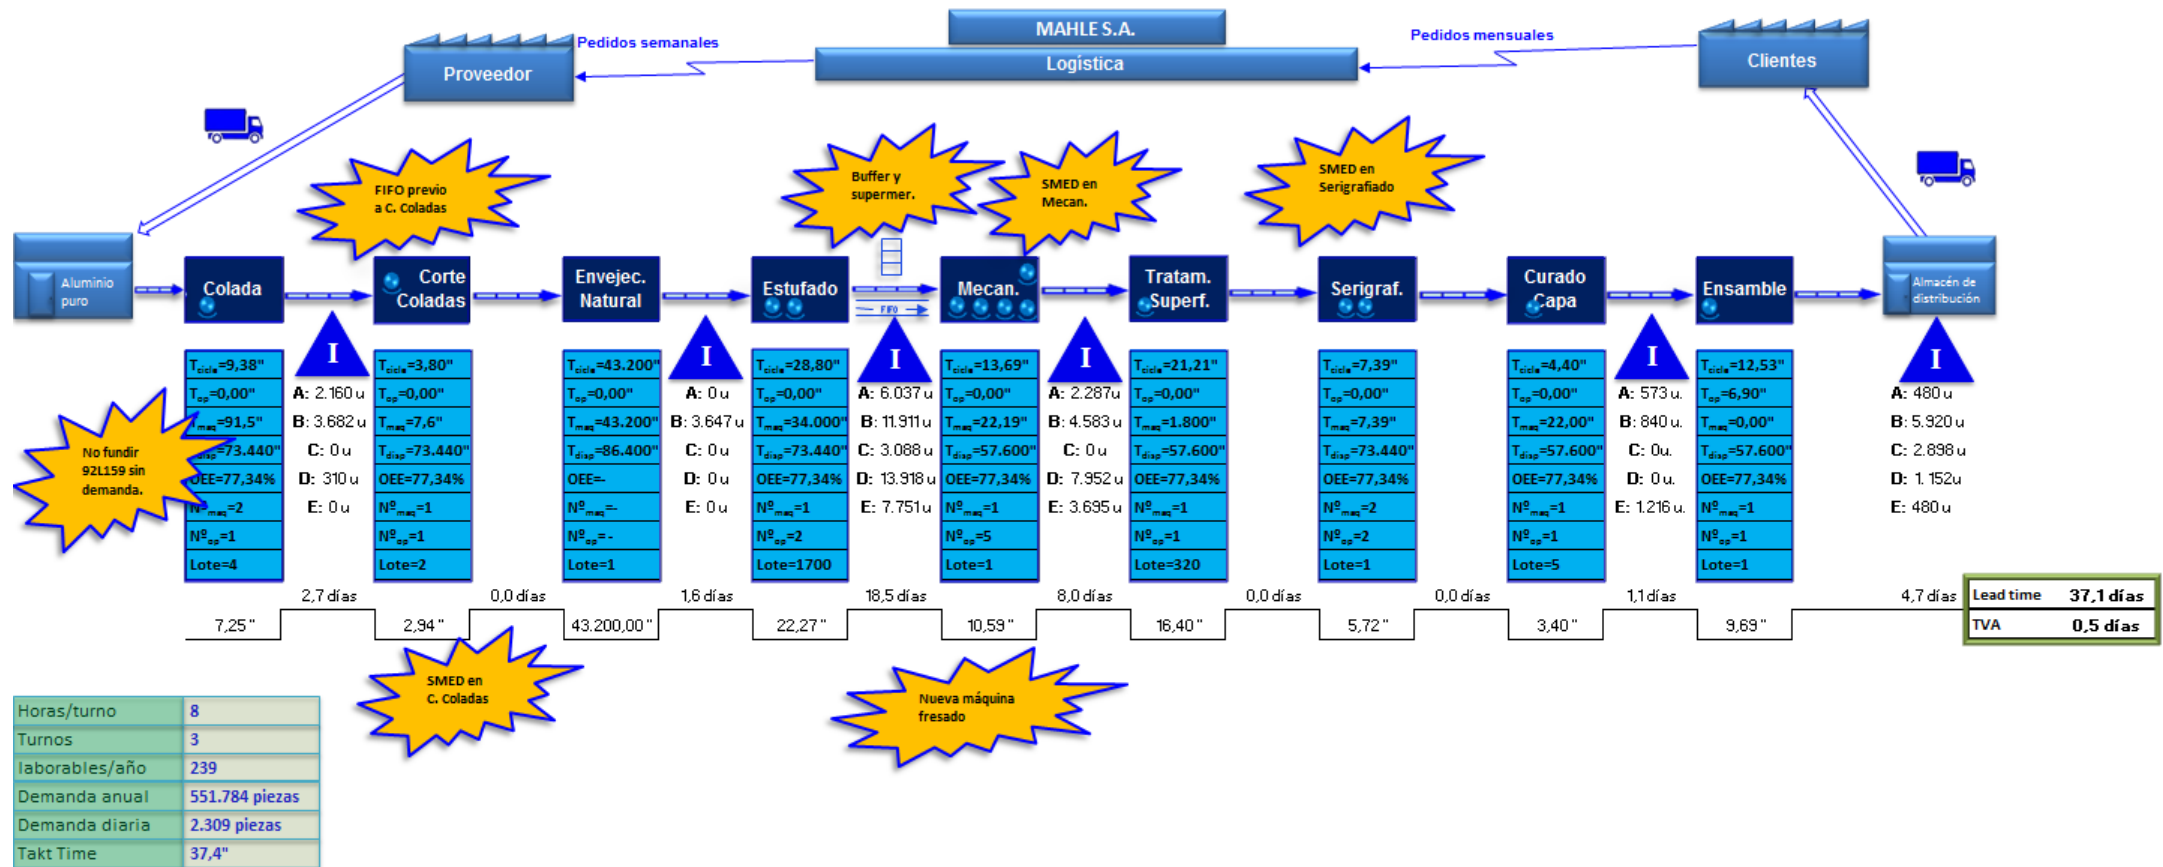 MAHLE S.A.
Logística
Pedidos semanales
Pedidos mensuales
Proveedor
Clientes
FIFO previo
a C. Coladas
Buffer y
supermer.
SMED en
Mecan.
SMED en
Serigrafiado
Aluminio
puro
Colada
Corte
Coladas
Envejec.
Natural
Estufado
FIFO
Mecan.
Tratam.
Superf.
Serigraf.
Curado
Capa
Ensamble
Almacén de
distribución
No fundir
92L159 sin
demanda.
Tciclo=9,38"
Top=0,00"
Tmaq=91,5"
Tdisp=73.440"
OEE=77,34%
Nºmaq=2
Nºop=1
Lote=4
I
A: 2.160 u
B: 3.682 u
C: 0 u
D: 310 u
E: 0 u
Tciclo=3,80"
Top=0,00"
Tmaq=7,6"
Tdisp=73.440"
OEE=77,34%
Nºmaq=1
Nºop=1
Lote=2
Tciclo=43.200"
Top=0,00"
Tmaq=43.200"
Tdisp=86.400"
OEE=-
Nºmaq=-
Nºop=-
Lote=1
I
A: 0 u
B: 3.647 u
C: 0 u
D: 0 u
E: 0 u
Tciclo=28,80"
Top=0,00"
Tmaq=34.000"
Tdisp=73.440"
OEE=77,34%
Nºmaq=1
Nºop=2
Lote=1700
I
A: 6.037 u
B: 11.911 u
C: 3.088 u
D: 13.918 u
E: 7.751 u
Tciclo=13,69"
Top=0,00"
Tmaq=22,19"
Tdisp=57.600"
OEE=77,34%
Nºmaq=1
Nºop=5
Lote=1
I
A: 2.287 u
B: 4.583 u
C: 0 u
D: 7.952 u
E: 3.695 u
Tciclo=21,21"
Top=0,00"
Tmaq=1.800"
Tdisp=57.600"
OEE=77,34%
Nºmaq=1
Nºop=1
Lote=320
Tciclo=7,39"
Top=0,00"
Tmaq=7,39"
Tdisp=73.440"
OEE=77,34%
Nºmaq=2
Nºop=2
Lote=1
Tciclo=4,40"
Top=0,00"
Tmaq=22,00"
Tdisp=57.600"
OEE=77,34%
Nºmaq=1
Nºop=1
Lote=5
I
A: 573 u.
B: 840 u.
C: 0 u.
D: 0 u.
E: 1.216 u.
Tciclo=12,53"
Top=6,90"
Tmaq=0,00"
Tdisp=57.600"
OEE=77,34%
Nºmaq=1
Nºop=1
Lote=1
I
A: 480 u
B: 5.920 u
C: 2.898 u
D: 1.152u
E: 480 u
2,7 días
0,0 días
1,6 días
18,5 días
8,0 días
0,0 días
0,0 días
1,1 días
4,7 días
7,25 "
2,94 "
43.200,00 "
22,27 "
10,59 "
16,40 "
5,72 "
3,40 "
9,69 "
Lead time 37,1 días
TVA 0,5 días
SMED en
C. Coladas
Nueva máquina
fresado
Horas/turno 8
Turnos 3
laborables/año 239
Demanda anual 551.784 piezas
Demanda diaria 2.309 piezas
Takt Time 37,4"